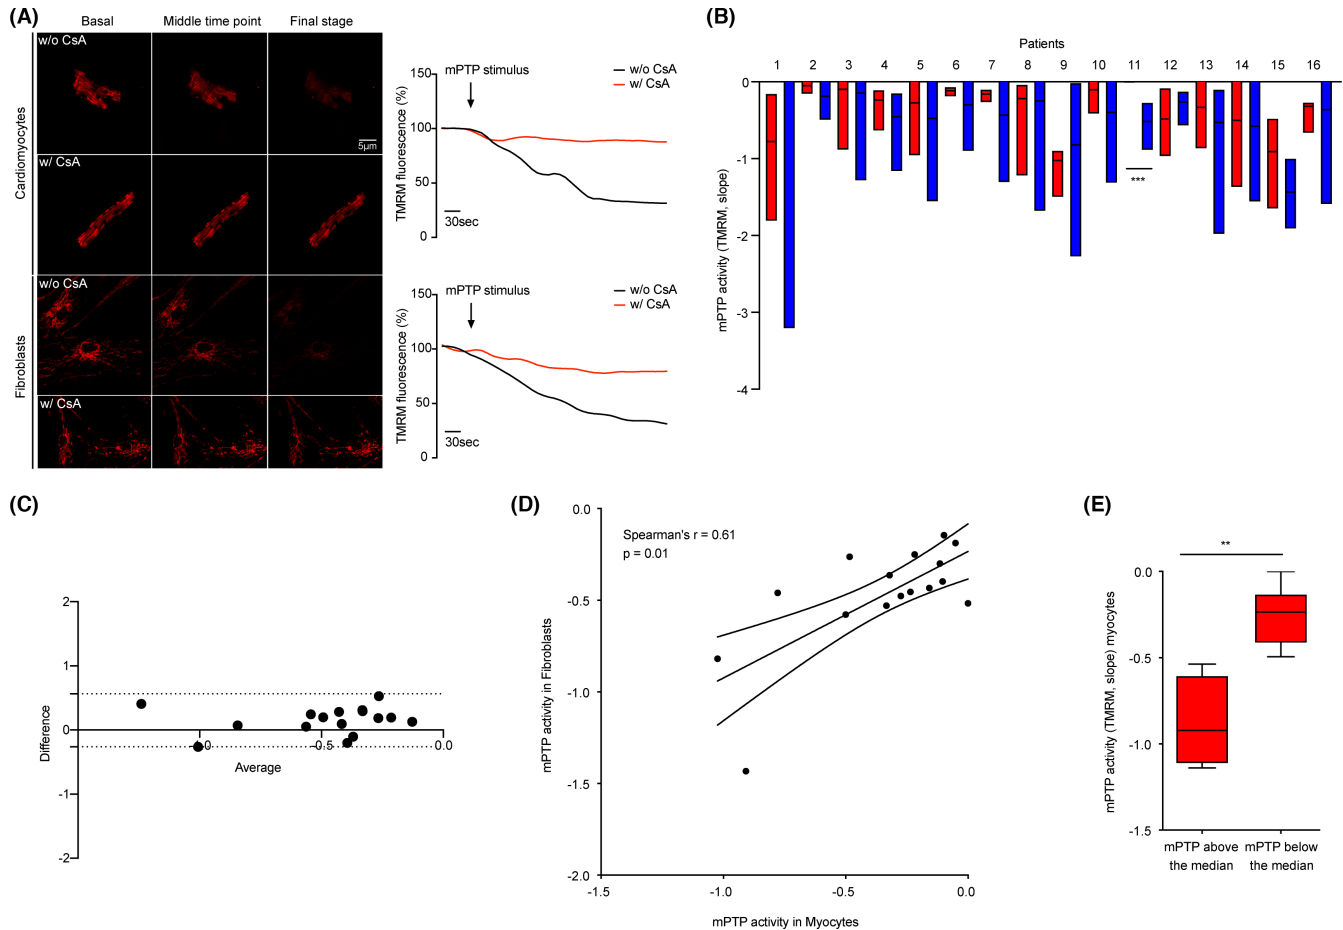 (A)
Basal
Middle time point
Final stage
Cardiomyocytes
w/o CsA
5μm
w/ CsA
Fibroblasts
w/o CsA
w/ CsA
TMRM fluorescence (%)
150
100
50
0
mPTP stimulus
w/o CsA
w/ CsA
30sec
TMRM fluorescence (%)
150
100
50
0
mPTP stimulus
w/o CsA
w/ CsA
30sec
(B)
Patients
1 2 3 4 5 6 7 8 9 10 11 12 13 14 15 16
mPTP activity (TMRM, slope)
0
-1
-2
-3
-4
***
(C)
Difference
2
1
0
-1
-2
-1.0 -0.5 0.0
Average
(D)
Spearman's r = 0.61
p = 0.01
mPTP activity in Fibroblasts
0.0
-0.5
-1.0
-1.5
-2.0
-1.5 -1.0 -0.5 0.0
mPTP activity in Myocytes
(E)
**
mPTP activity (TMRM, slope) myocytes
0.0
-0.5
-1.0
-1.5
mPTP above
the median
mPTP below
the median